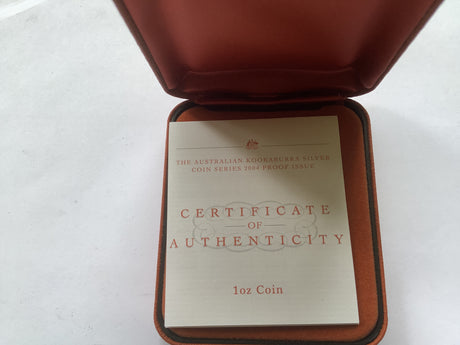 THE AUSTRALIAN KOOKABURRA SILVER
COIN SERIES 2004 PROOF ISSUE
CERTIFICATE
OF
AUTHENTICITY
1oz Coin